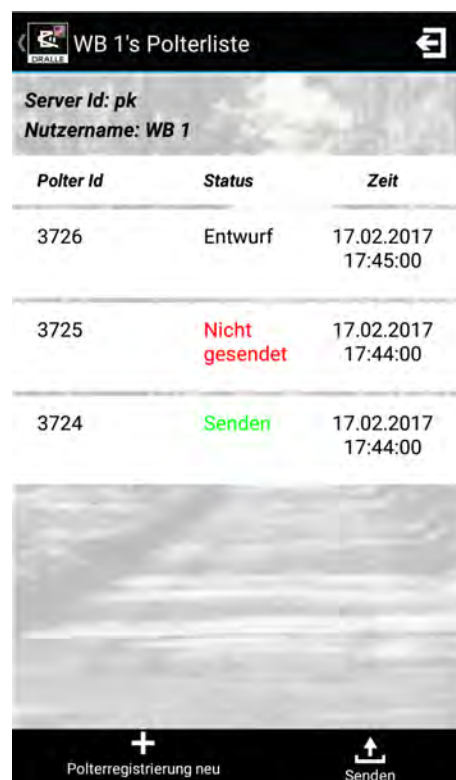 DRALLE
WB 1's Polterliste
Server Id: pk
Nutzername: WB 1
Polter Id Status Zeit
3726 Entwurf 17.02.2017
17:45:00
3725 Nicht 17.02.2017
gesendet 17:44:00
3724 Senden 17.02.2017
17:44:00
Polterregistrierung neu Senden